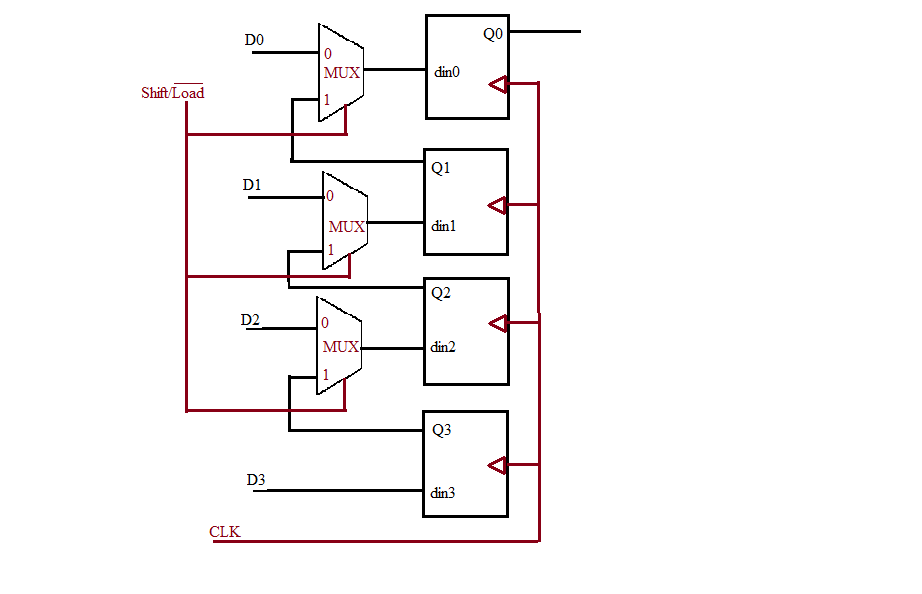 D0
0
MUX
1
din0
Q0
Shift/Load
D1
0
MUX
1
Q1
din1
D2
0
MUX
1
Q2
din2
D3
Q3
din3
CLK